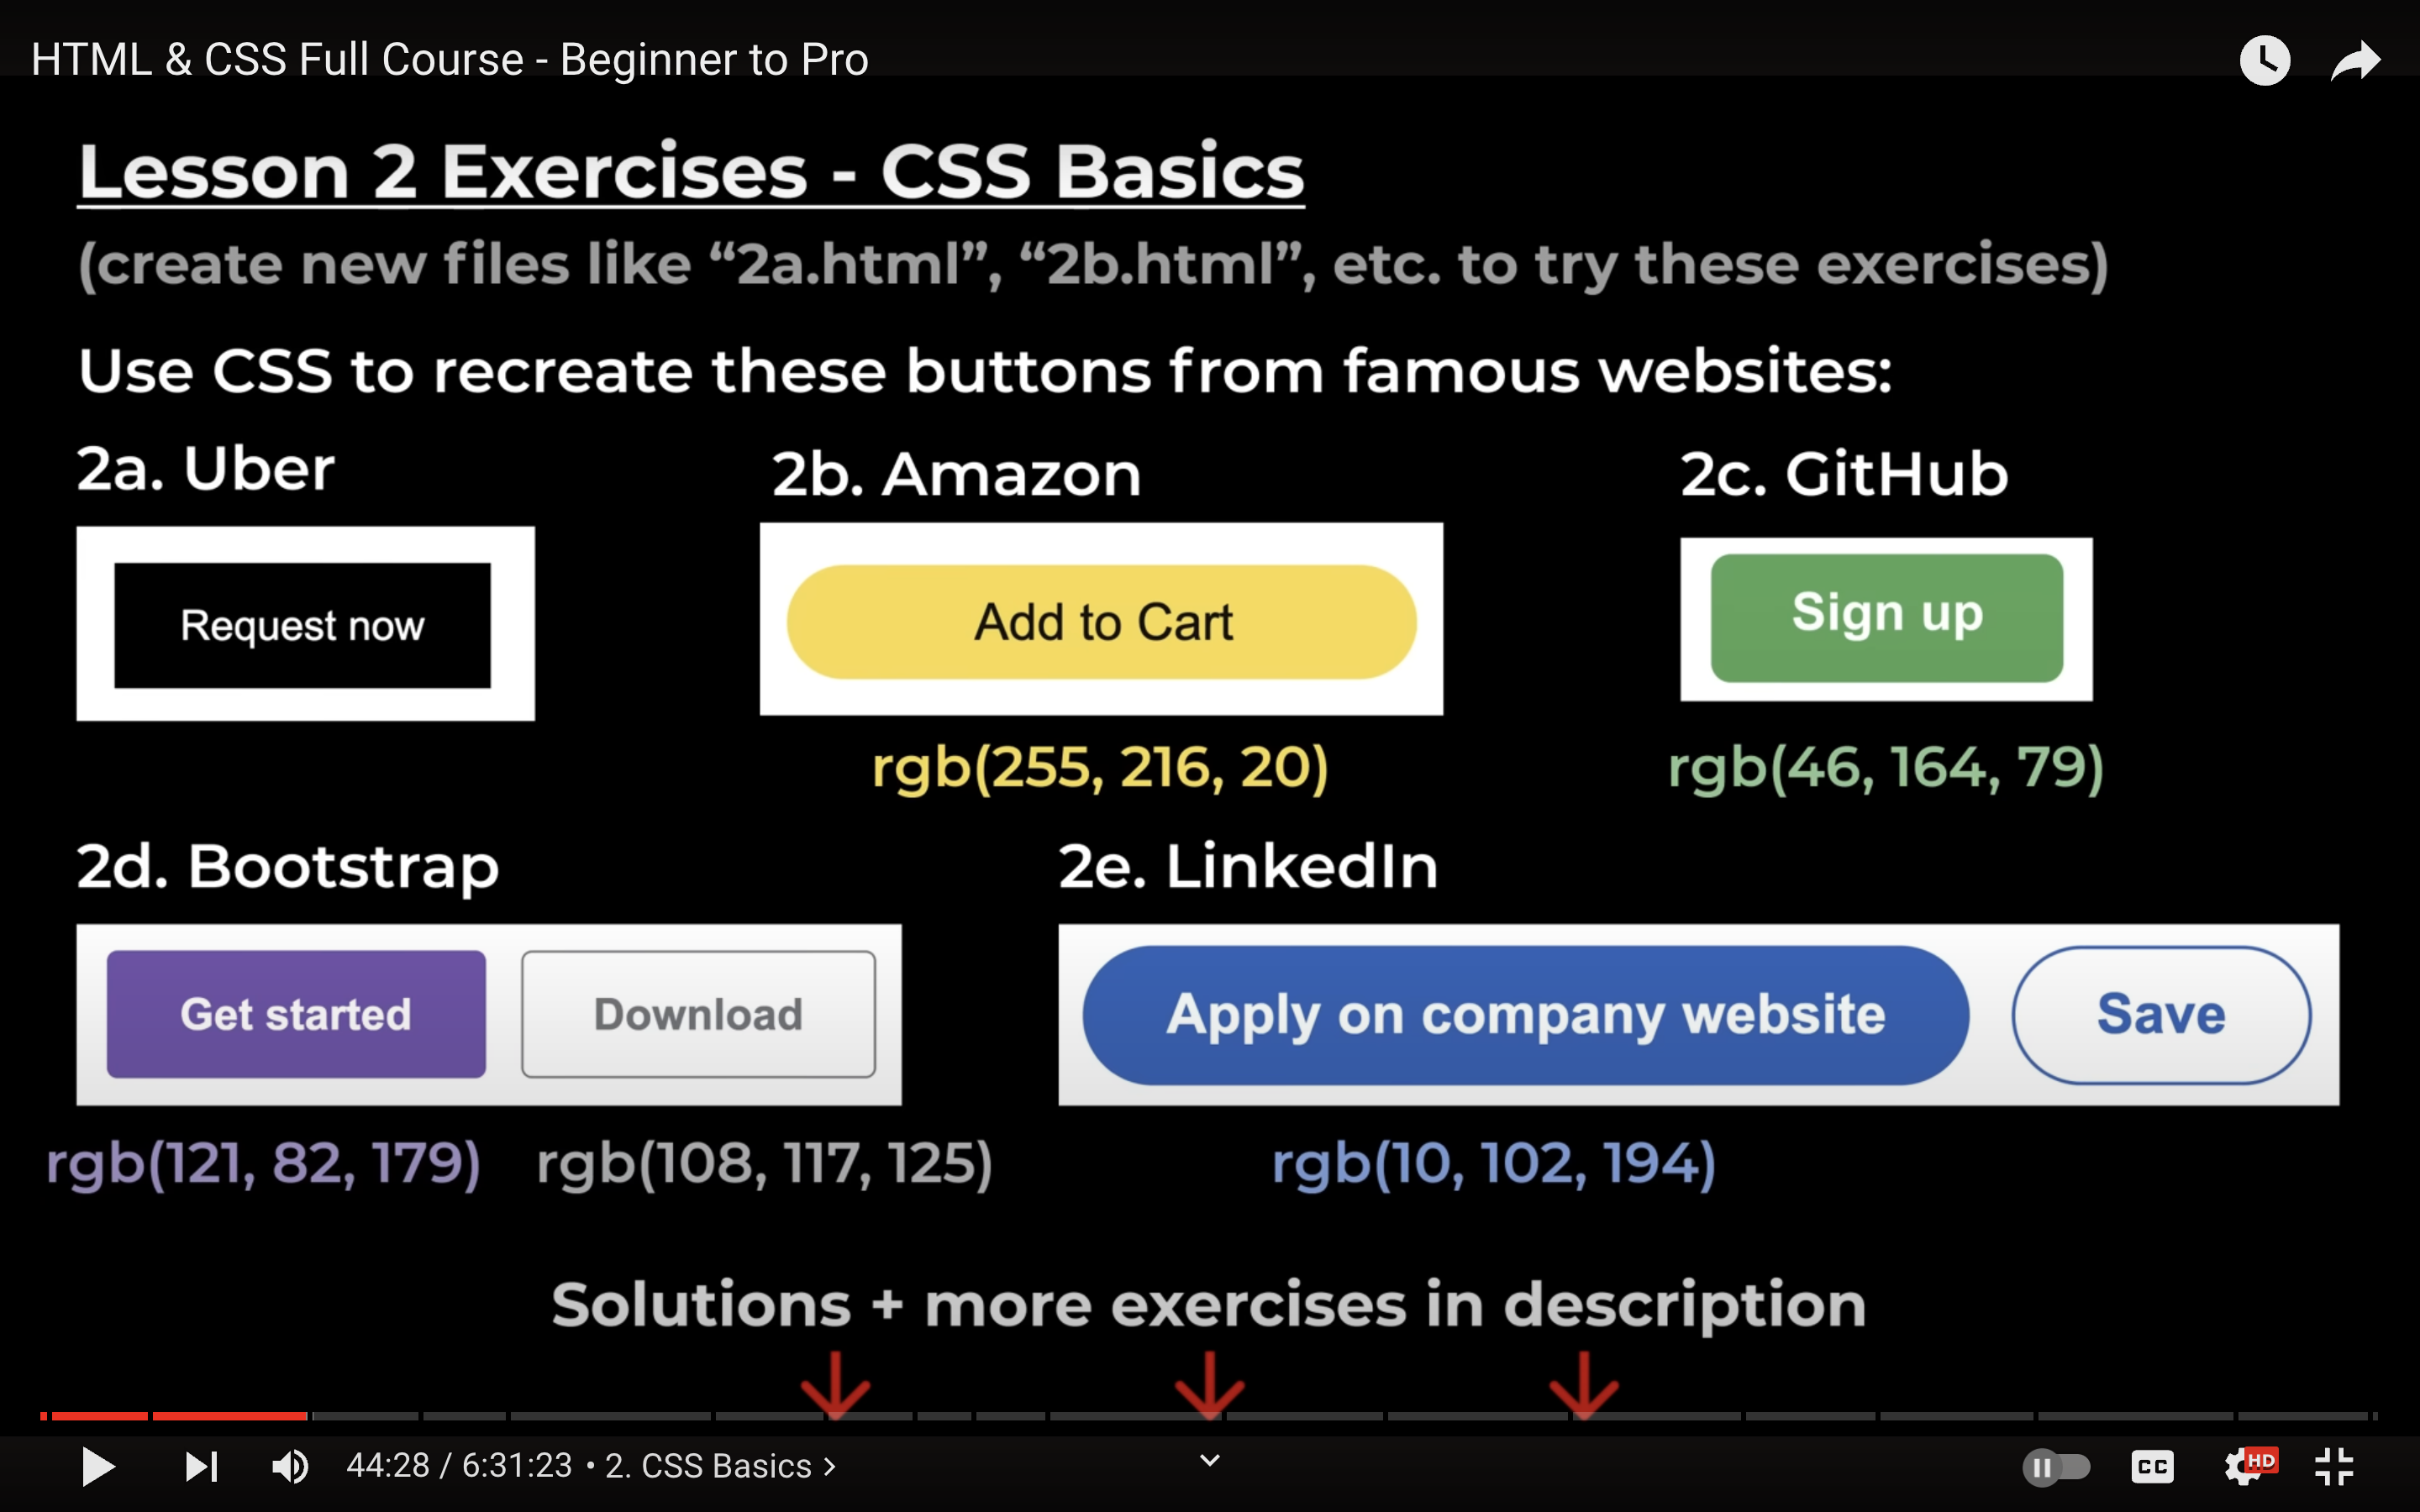 HTML & CSS Full Course - Beginner to Pro
Lesson 2 Exercises - CSS Basics
(create new files like “2a.html”, “2b.html”, etc. to try these exercises)
Use CSS to recreate these buttons from famous websites:
2a. Uber
2b. Amazon
2c. GitHub
Request now
Add to Cart
Sign up
rgb(255, 216, 20)
rgb(46, 164, 79)
2d. Bootstrap
2e. LinkedIn
Get started
Download
Apply on company website
Save
rgb(121, 82, 179)
rgb(108, 117, 125)
rgb(10, 102, 194)
Solutions + more exercises in description
44:28 / 6:31:23 • 2. CSS Basics >
CC
HD